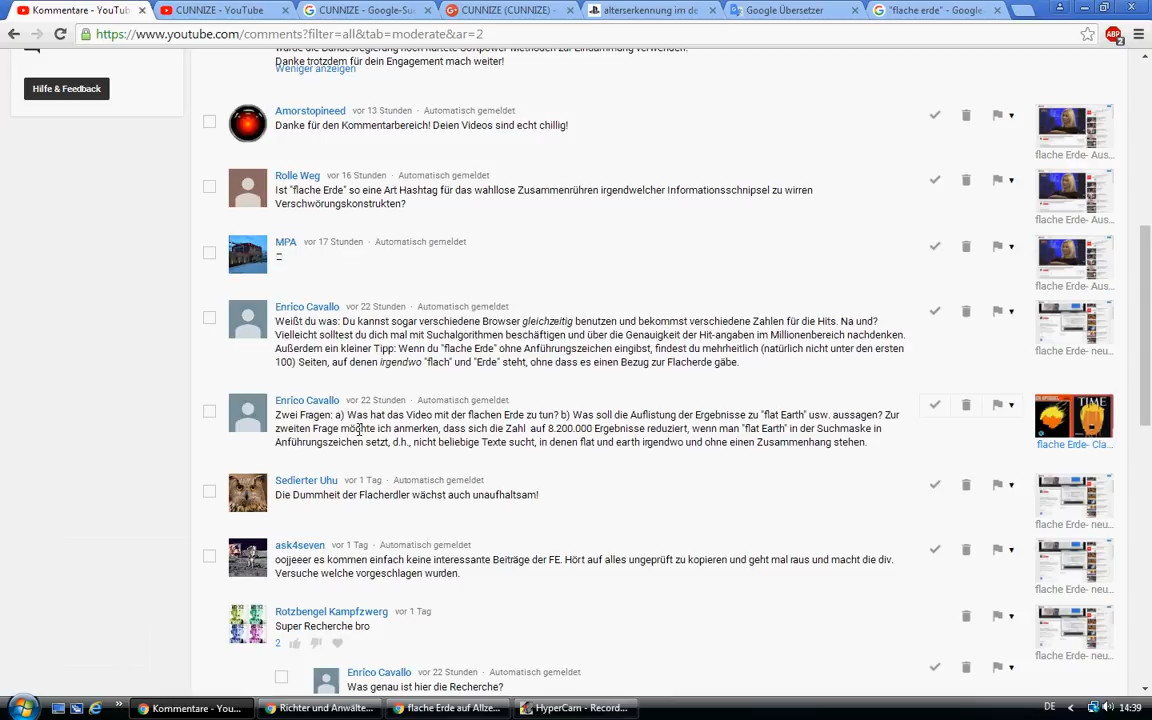 Kommentare - YouTu
CUNNIZE - YouTube
CUNNIZE - Google-Su
CUNNIZE (CUNNIZE) -
alterserkennung im de
Google Übersetzer
"flache erde" - Google-
https://www.youtube.com/comments?filter=all&tab=moderate&ar=2
ABP
2
Danke trotzdem für dein Engagement mach weiter!
Weniger anzeigen
Hilfe & Feedback
Amorstopineed vor 13 Stunden · Automatisch gemeldet
Danke für den Kommentarbereich! Deien Videos sind echt chillig!
flache Erde- Aus...
Rolle Weg vor 16 Stunden · Automatisch gemeldet
Ist "flache Erde" so eine Art Hashtag für das wahllose Zusammenrühren irgendwelcher Informationsschnipsel zu wirren
Verschwörungskonstrukten?
flache Erde- Aus...
MPA vor 17 Stunden · Automatisch gemeldet
flache Erde- Aus...
Enrico Cavallo vor 22 Stunden · Automatisch gemeldet
Weißt du was: Du kannst sogar verschiedene Browser gleichzeitig benutzen und bekommst verschiedene Zahlen für die Hits. Na und?
Vielleicht solltest du dich mal mit Suchalgorithmen beschäftigen und über die Genauigkeit der Hit-angaben im Millionenbereich nachdenken.
Außerdem ein kleiner Tipp: Wenn du "flache Erde" ohne Anführungszeichen eingibst, findest du mehrheitlich (natürlich nicht unter den ersten
100) Seiten, auf denen irgendwo "flach" und "Erde" steht, ohne dass es einen Bezug zur Flacherde gäbe.
flache Erde- neu...
Enrico Cavallo vor 22 Stunden · Automatisch gemeldet
Zwei Fragen: a) Was hat das Video mit der flachen Erde zu tun? b) Was soll die Auflistung der Ergebnisse zu "flat Earth" usw. aussagen? Zur
zweiten Frage möchte ich anmerken, dass sich die Zahl auf 8.200.000 Ergebnisse reduziert, wenn man "flat Earth" in der Suchmaske in
Anführungszeichen setzt, d.h., nicht beliebige Texte sucht, in denen flat und earth irgendwo und ohne einen Zusammenhang stehen.
SPIEGEL
TIME
flache Erde- Cla...
Sedierter Uhu vor 1 Tag · Automatisch gemeldet
Die Dummheit der Flacherdler wächst auch unaufhaltsam!
flache Erde- neu...
ask4seven vor 1 Tag · Automatisch gemeldet
oojjeeer es kommen einfach keine interessante Beiträge der FE. Hört auf alles ungeprüft zu kopieren und geht mal raus und macht die div.
Versuche welche vorgeschlagen wurden.
flache Erde- neu...
Rotzbengel Kampfzwerg vor 1 Tag
Super Recherche bro
2
flache Erde- neu...
Enrico Cavallo vor 22 Stunden · Automatisch gemeldet
Was genau ist hier die Recherche?
Kommentare - You...
Richter und Anwälte...
flache Erde auf Allze...
HyperCam - Record...
DE
14:39